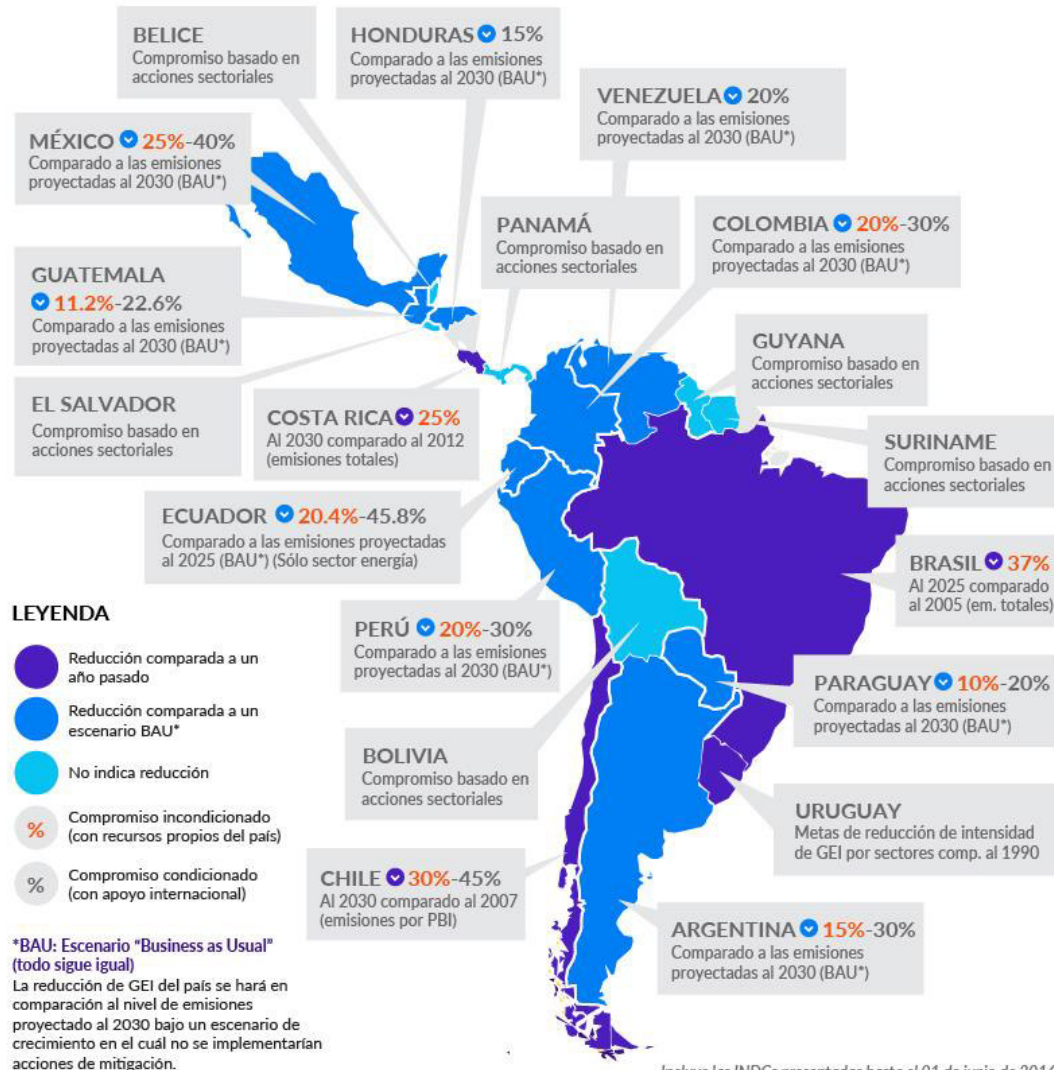 BELICE
Compromiso basado en
acciones sectoriales
HONDURAS 15%
Comparado a las emisiones
proyectadas al 2030 (BAU*)
VENEZUELA 20%
Comparado a las emisiones
proyectadas al 2030 (BAU*)
MÉXICO 25%-40%
Comparado a las emisiones
proyectadas al 2030 (BAU*)
PANAMÁ
Compromiso basado en
acciones sectoriales
COLOMBIA 20%-30%
Comparado a las emisiones
proyectadas al 2030 (BAU*)
GUATEMALA
11.2%-22.6%
Comparado a las emisiones
proyectadas al 2030 (BAU*)
GUYANA
Compromiso basado en
acciones sectoriales
EL SALVADOR
Compromiso basado en
acciones sectoriales
COSTA RICA 25%
Al 2030 comparado al 2012
(emisiones totales)
SURINAME
Compromiso basado en
acciones sectoriales
ECUADOR 20.4%-45.8%
Comparado a las emisiones proyectadas
al 2025 (BAU*) (Sólo sector energía)
BRASIL 37%
Al 2025 comparado
al 2005 (em. totales)
PERÚ 20%-30%
Comparado a las emisiones
proyectadas al 2030 (BAU*)
PARAGUAY 10%-20%
Comparado a las emisiones
proyectadas al 2030 (BAU*)
BOLIVIA
Compromiso basado en
acciones sectoriales
URUGUAY
Metas de reducción de intensidad
de GEI por sectores comp. al 1990
CHILE 30%-45%
Al 2030 comparado al 2007
(emisiones por PBI)
ARGENTINA 15%-30%
Comparado a las emisiones
proyectadas al 2030 (BAU*)
LEYENDA
Reducción comparada a un
año pasado
Reducción comparada a un
escenario BAU*
No indica reducción
% Compromiso incondicionado
(con recursos propios del país)
% Compromiso condicionado
(con apoyo internacional)
*BAU: Escenario “Business as Usual”
(todo sigue igual)
La reducción de GEI del país se hará en
comparación al nivel de emisiones
proyectado al 2030 bajo un escenario de
crecimiento en el cuál no se implementarían
acciones de mitigación.
Incluye los INDCs presentados hasta el 01 de junio de 2016